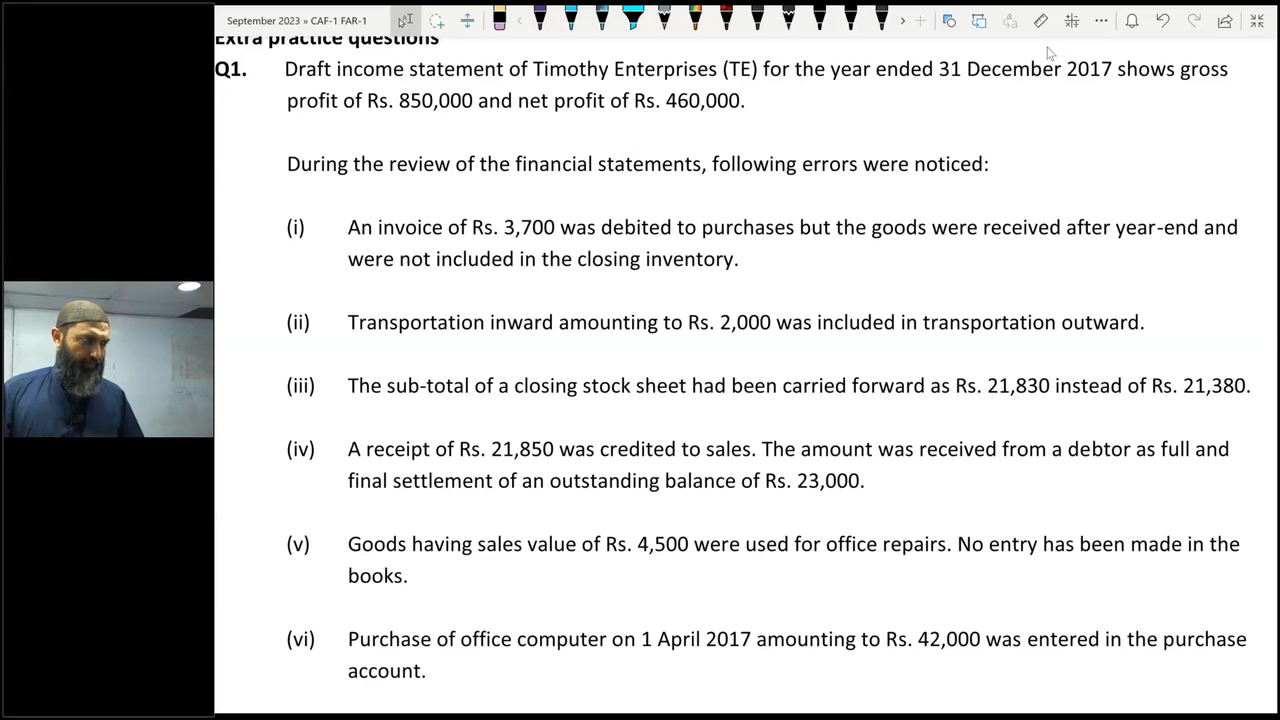 September 2023 » CAF-1 FAR-1
Extra practice questions
Q1. Draft income statement of Timothy Enterprises (TE) for the year ended 31 December 2017 shows gross
profit of Rs. 850,000 and net profit of Rs. 460,000.
During the review of the financial statements, following errors were noticed:
(i) An invoice of Rs. 3,700 was debited to purchases but the goods were received after year-end and
were not included in the closing inventory.
(ii) Transportation inward amounting to Rs. 2,000 was included in transportation outward.
(iii) The sub-total of a closing stock sheet had been carried forward as Rs. 21,830 instead of Rs. 21,380.
(iv) A receipt of Rs. 21,850 was credited to sales. The amount was received from a debtor as full and
final settlement of an outstanding balance of Rs. 23,000.
(v) Goods having sales value of Rs. 4,500 were used for office repairs. No entry has been made in the
books.
(vi) Purchase of office computer on 1 April 2017 amounting to Rs. 42,000 was entered in the purchase
account.